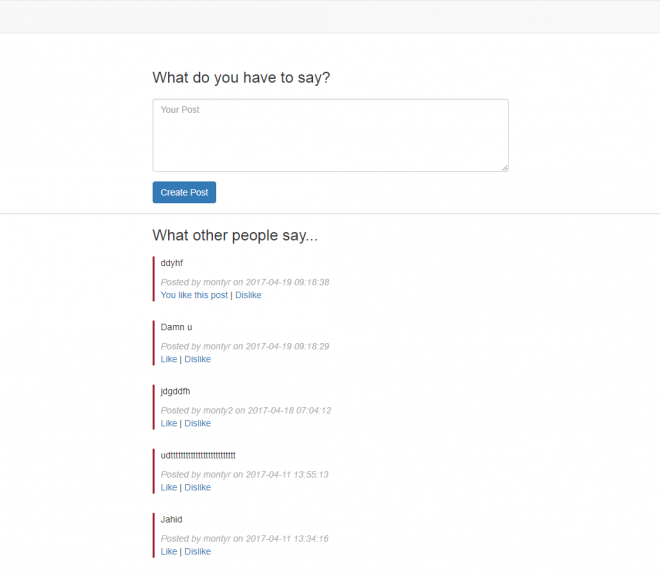 What do you have to say?
Your Post
Create Post
What other people say...
ddyhf
Posted by montyr on 2017-04-19 09:18:38
You like this post | Dislike
Damn u
Posted by montyr on 2017-04-19 09:18:29
Like | Dislike
jdgddfh
Posted by monty2 on 2017-04-18 07:04:12
Like | Dislike
udttttttttttttttttttttttttt
Posted by montyr on 2017-04-11 13:55:13
Like | Dislike
Jahid
Posted by montyr on 2017-04-11 13:34:16
Like | Dislike